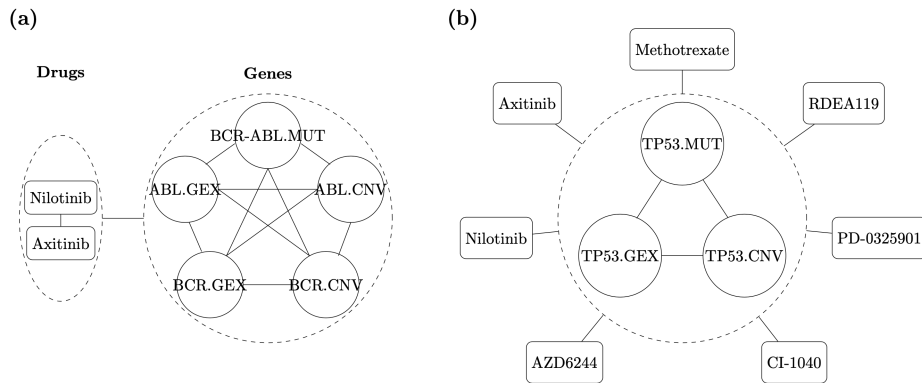 (a)
(b)
Drugs
Genes
Nilotinib
Axitinib
BCR-ABL.MUT
ABL.GEX
ABL.CNV
BCR.GEX
BCR.CNV
Methotrexate
Axitinib
RDEA119
TP53.MUT
Nilotinib
PD-0325901
TP53.GEX
TP53.CNV
AZD6244
CI-1040